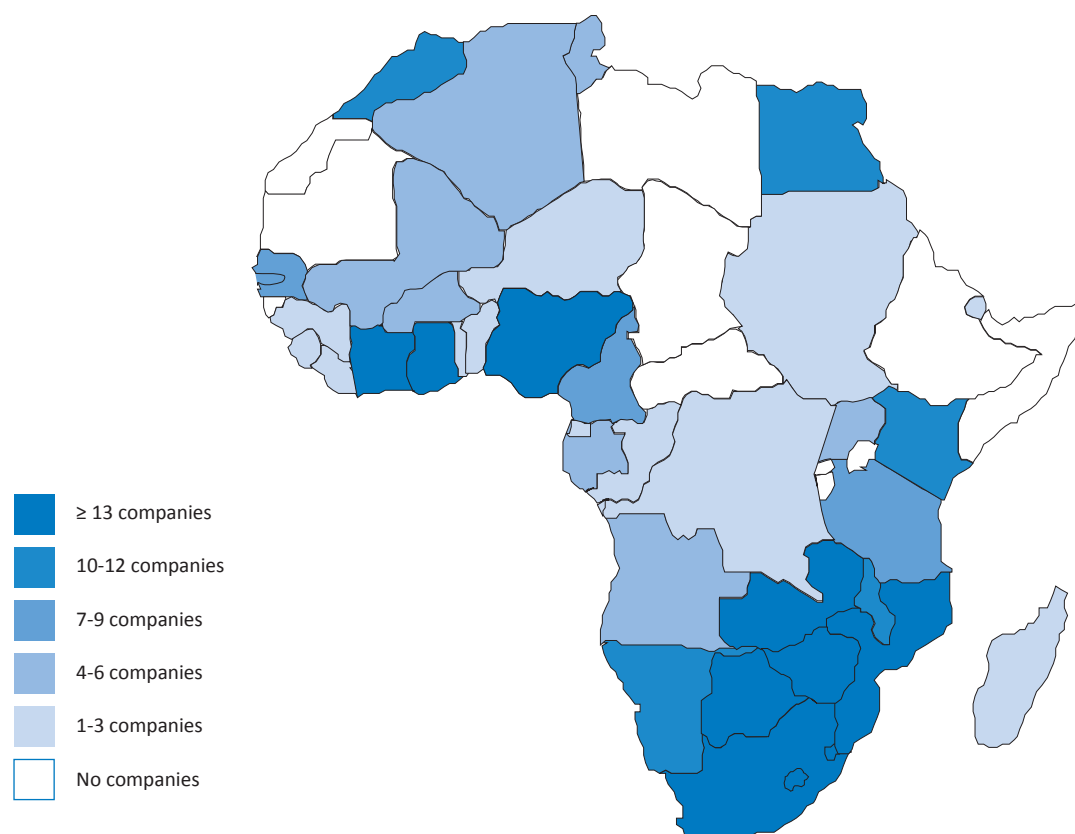 ≥ 13 companies
10-12 companies
7-9 companies
4-6 companies
1-3 companies
No companies